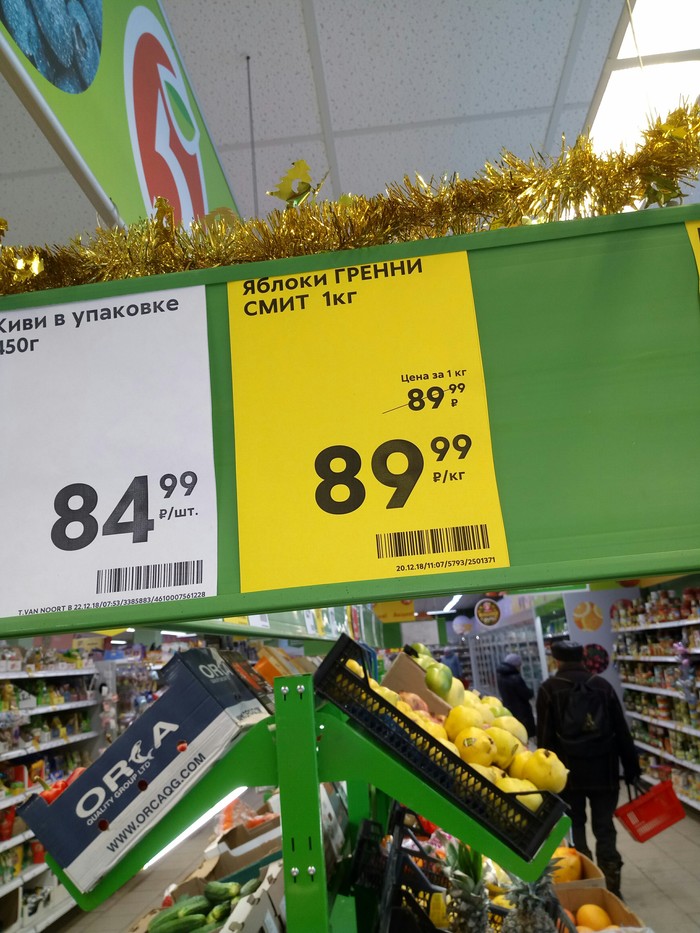 Киви в упаковке
450г
84 99
₽/шт.
T.VAN NOORT B 22.12.18/07:53/3385883/4610007561228
Яблоки ГРЕННИ
СМИТ 1кг
Цена за 1 кг
89 99
₽
89 99
₽/кг
20.12.18/11:07/5793/2501371
ORCA
ORCA
QUALITY GROUP LTD
WWW.ORCAQG.COM